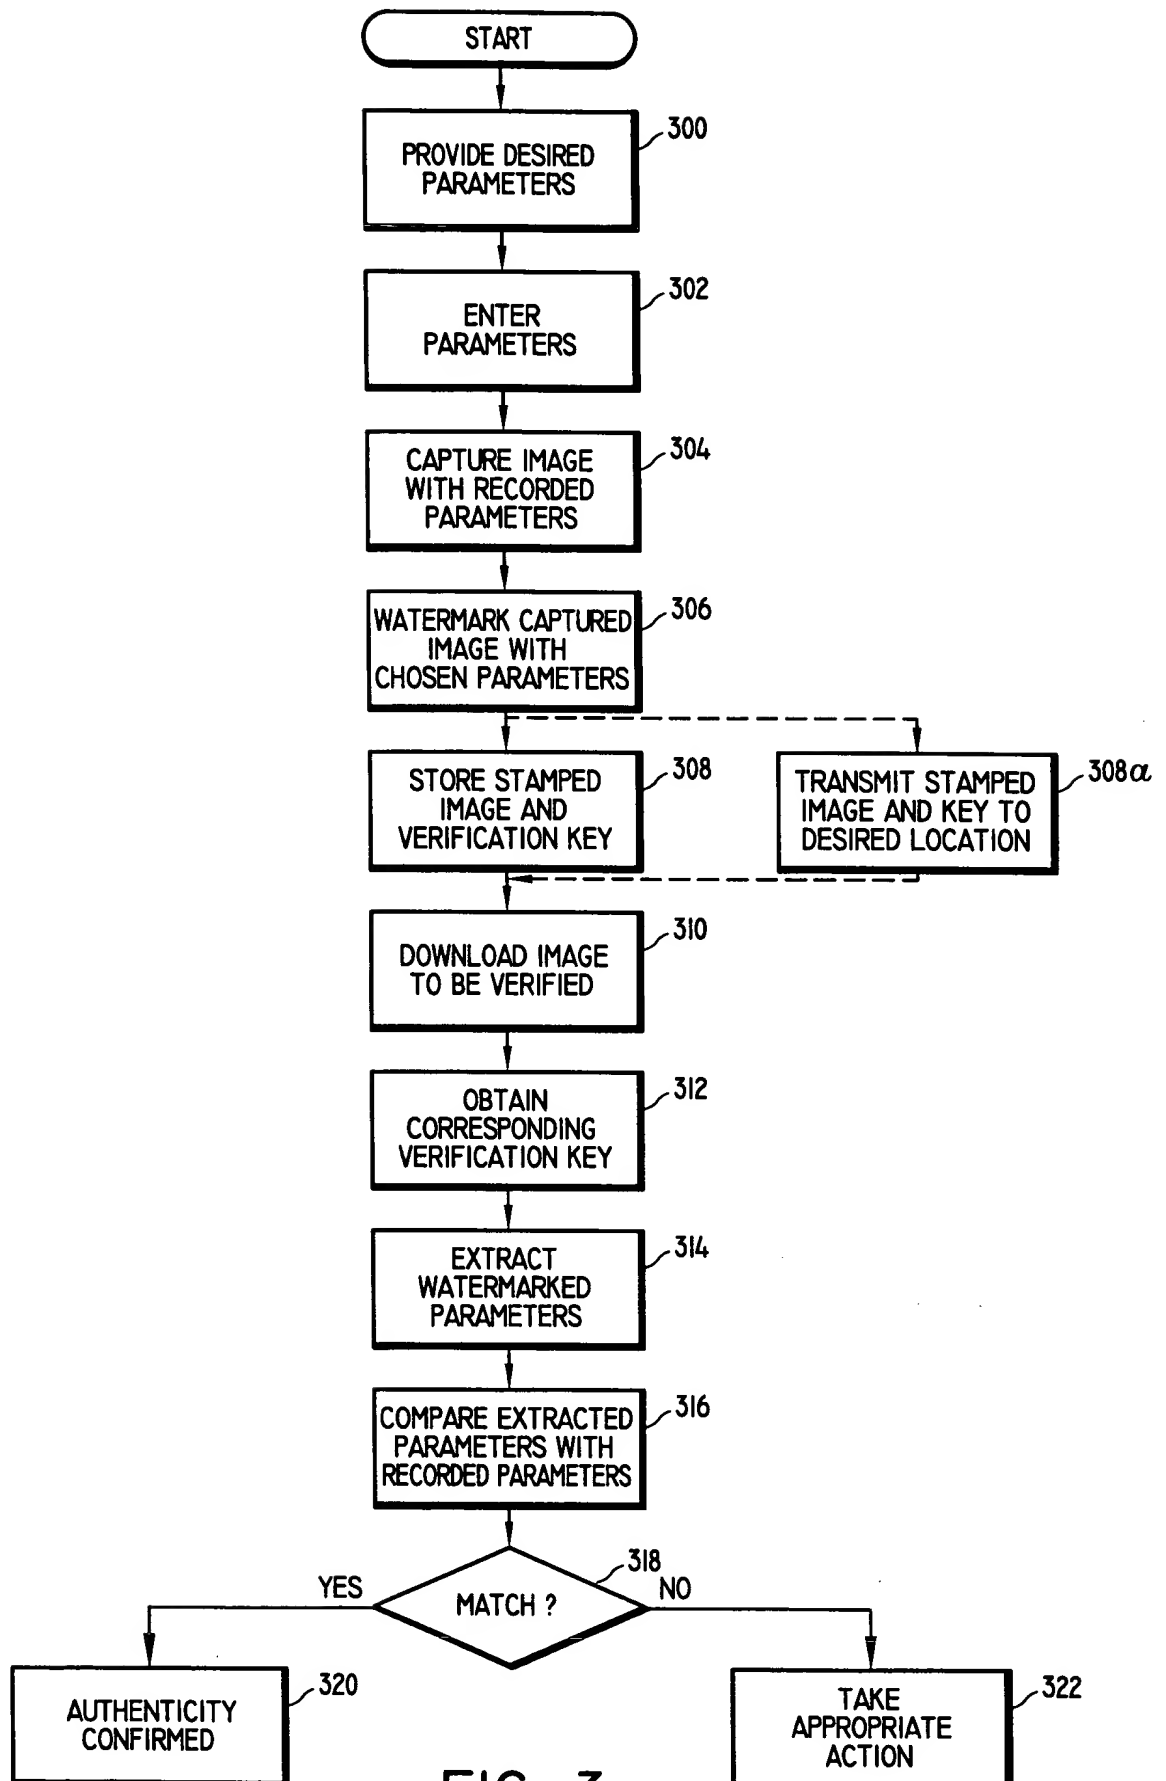 START
300
PROVIDE DESIRED
PARAMETERS
302
ENTER
PARAMETERS
304
CAPTURE IMAGE
WITH RECORDED
PARAMETERS
306
WATERMARK CAPTURED
IMAGE WITH
CHOSEN PARAMETERS
308
STORE STAMPED
IMAGE AND
VERIFICATION KEY
308a
TRANSMIT STAMPED
IMAGE AND KEY TO
DESIRED LOCATION
310
DOWNLOAD IMAGE
TO BE VERIFIED
312
OBTAIN
CORRESPONDING
VERIFICATION KEY
314
EXTRACT
WATERMARKED
PARAMETERS
316
COMPARE EXTRACTED
PARAMETERS WITH
RECORDED PARAMETERS
318
YES
MATCH ?
NO
320
AUTHENTICITY
CONFIRMED
322
TAKE
APPROPRIATE
ACTION
FIG. 3